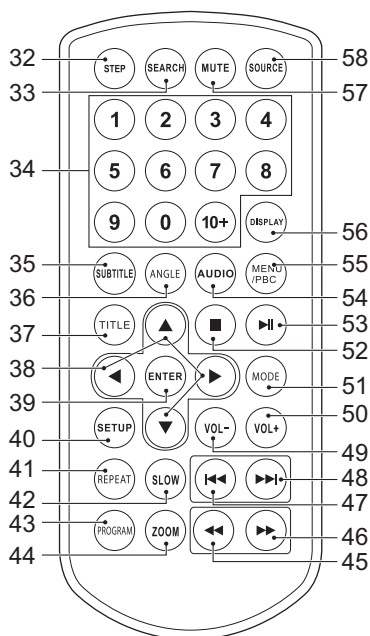 32 STEP SEARCH MUTE SOURCE 58
33 57
1 2 3 4
34 5 6 7 8
9 0 10+ DISPLAY 56
35 SUBTITLE ANGLE AUDIO MENU /PBC 55
36 54
37 TITLE 53
38 52
39 ENTER MODE 51
40 SETUP VOL- VOL+ 50
49
41 REPEAT SLOW 48
42 47
43 PROGRAM ZOOM 46
44 45